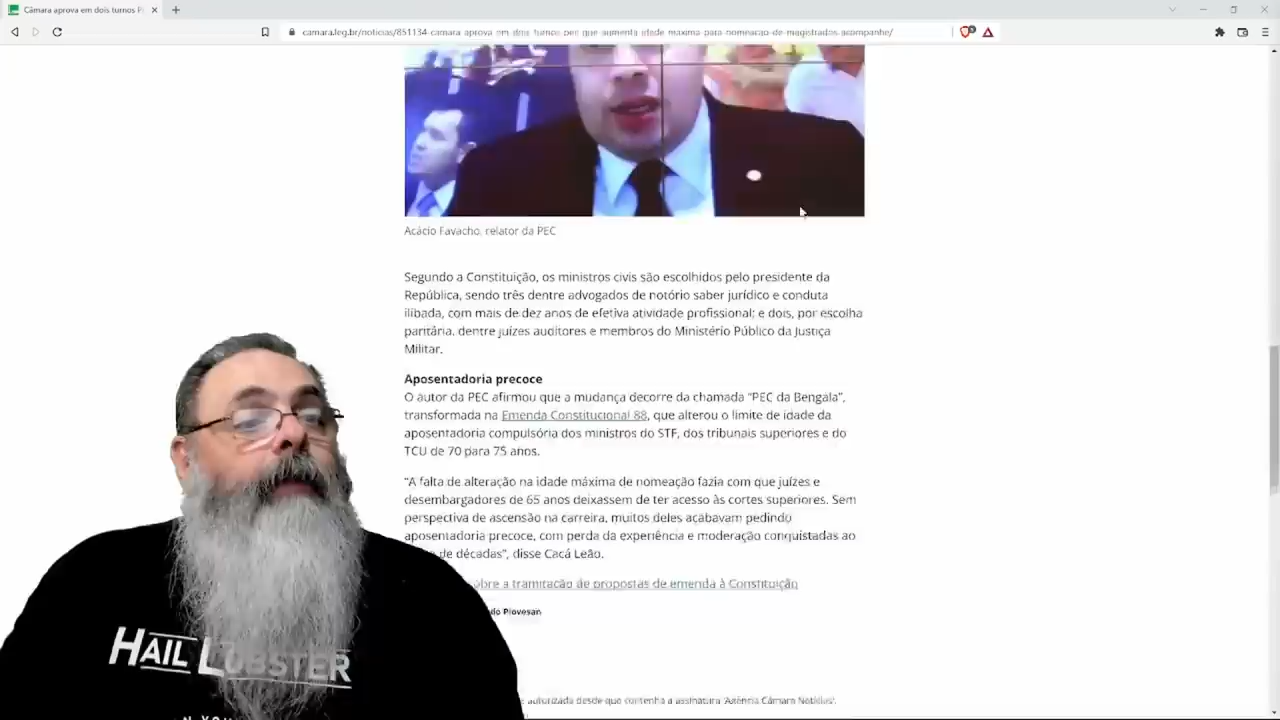 Câmara aprova em dois turnos P
camara.leg.br/noticias/851134-camara-aprova-em-dois-turnos-pec-que-aumenta-idade-maxima-para-nomeacao-de-magistrados-acompanhe/
Acácio Favacho, relator da PEC
Segundo a Constituição, os ministros civis são escolhidos pelo presidente da
República, sendo três dentre advogados de notório saber jurídico e conduta
ilibada, com mais de dez anos de efetiva atividade profissional; e dois, por escolha
paritária, dentre juízes auditores e membros do Ministério Público da Justiça
Militar.
Aposentadoria precoce
O autor da PEC afirmou que a mudança decorre da chamada "PEC da Bengala",
transformada na Emenda Constitucional 88, que alterou o limite de idade da
aposentadoria compulsória dos ministros do STF, dos tribunais superiores e do
TCU de 70 para 75 anos.
"A falta de alteração na idade máxima de nomeação fazia com que juízes e
desembargadores de 65 anos deixassem de ter acesso às cortes superiores. Sem
perspectiva de ascensão na carreira, muitos deles acabavam pedindo
aposentadoria precoce, com perda da experiência e moderação conquistadas ao
de décadas", disse Cacá Leão.
sobre a tramitação de propostas de emenda à Constituição
do Piovesan
autorizada desde que contenha a assinatura 'Agência Câmara Notícias'.
HAIL LOBSTER